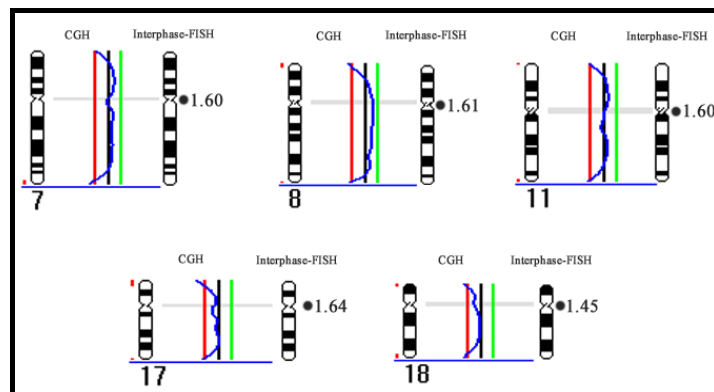 CGH Interphase-FISH CGH Interphase-FISH CGH Interphase-FISH
1.60 1.61 1.60
7 8 11
CGH Interphase-FISH CGH Interphase-FISH
1.64 1.45
17 18